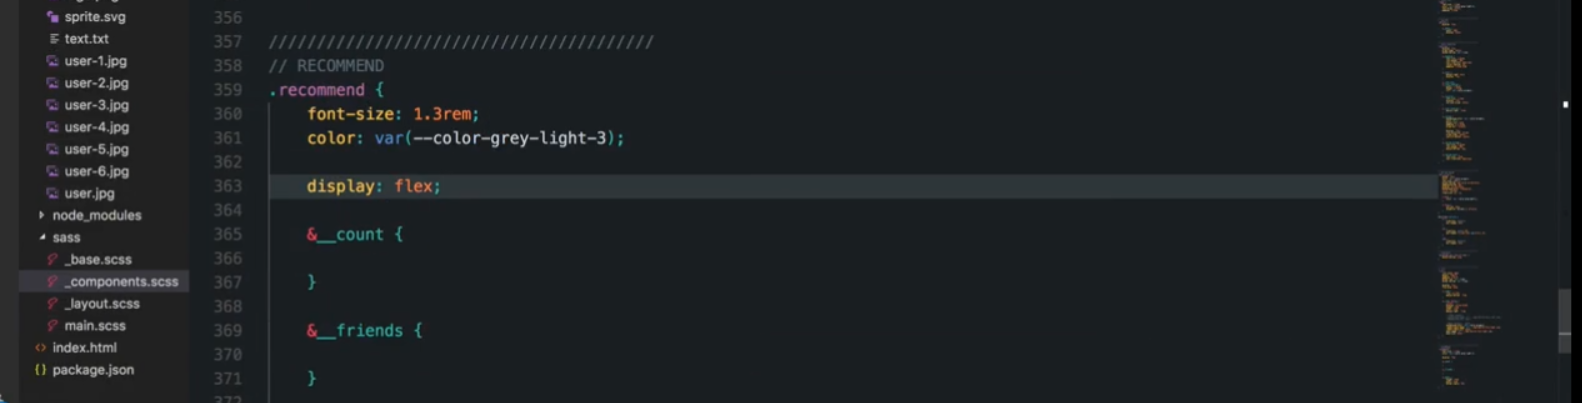 sprite.svg
text.txt
user-1.jpg
user-2.jpg
user-3.jpg
user-4.jpg
user-5.jpg
user-6.jpg
user.jpg
node_modules
sass
_base.scss
_components.scss
_layout.scss
main.scss
index.html
package.json
356
357 ////////////////////////////////////////
358 // RECOMMEND
359 .recommend {
360 font-size: 1.3rem;
361 color: var(--color-grey-light-3);
362
363 display: flex;
364
365 &__count {
366
367 }
368
369 &__friends {
370
371 }
372